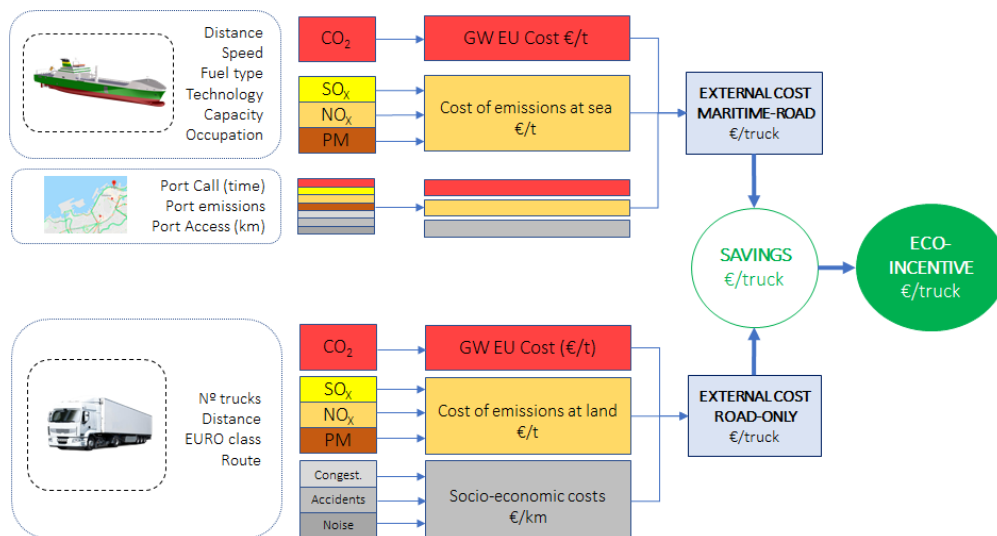 Distance
Speed
Fuel type
Technology
Capacity
Occupation
CO₂
GW EU Cost €/t
SOₓ
NOₓ
PM
Cost of emissions at sea
€/t
EXTERNAL COST
MARITIME-ROAD
€/truck
Port Call (time)
Port emissions
Port Access (km)
SAVINGS
€/truck
ECO-
INCENTIVE
€/truck
Nº trucks
Distance
EURO class
Route
CO₂
GW EU Cost (€/t)
SOₓ
NOₓ
PM
Cost of emissions at land
€/t
EXTERNAL COST
ROAD-ONLY
€/truck
Congest.
Accidents
Noise
Socio-economic costs
€/km